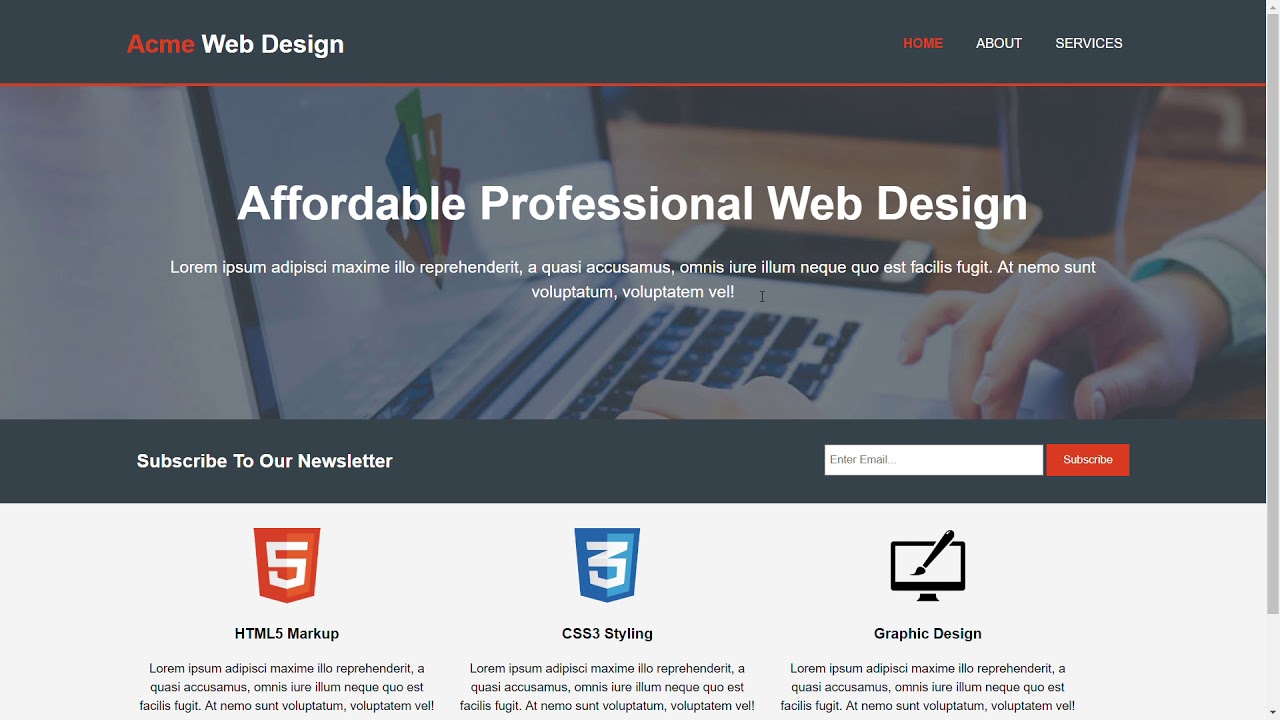 Acme Web Design
HOME ABOUT SERVICES
Affordable Professional Web Design
Lorem ipsum adipisci maxime illo reprehenderit, a quasi accusamus, omnis iure illum neque quo est facilis fugit. At nemo sunt
voluptatum, voluptatem vel!
Subscribe To Our Newsletter
Enter Email...
Subscribe
HTML5 Markup
Lorem ipsum adipisci maxime illo reprehenderit, a
quasi accusamus, omnis iure illum neque quo est
facilis fugit. At nemo sunt voluptatum, voluptatem vel!
CSS3 Styling
Lorem ipsum adipisci maxime illo reprehenderit, a
quasi accusamus, omnis iure illum neque quo est
facilis fugit. At nemo sunt voluptatum, voluptatem vel!
Graphic Design
Lorem ipsum adipisci maxime illo reprehenderit, a
quasi accusamus, omnis iure illum neque quo est
facilis fugit. At nemo sunt voluptatum, voluptatem vel!